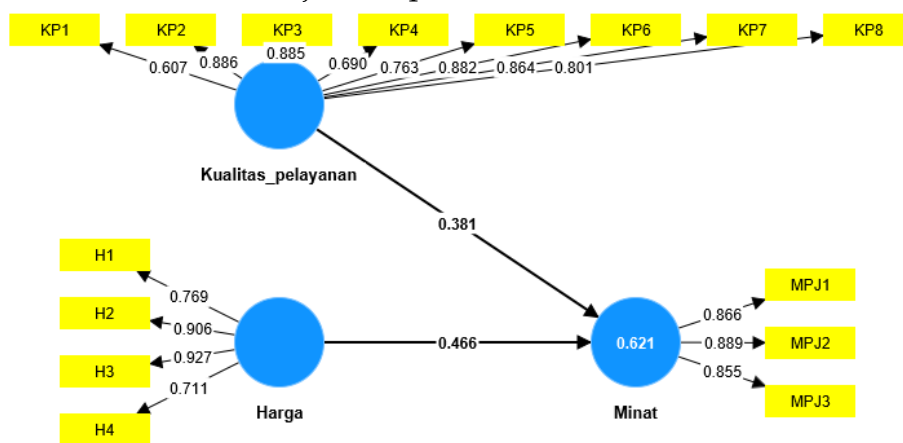 KP1 KP2 KP3 KP4 KP5 KP6 KP7 KP8
0.607 0.886 0.885 0.690 0.763 0.882 0.864 0.801
Kualitas_pelayanan
0.381
H1
H2
H3
H4
0.769
0.906
0.927
0.711
Harga
0.466
0.621
Minat
0.866
0.889
0.855
MPJ1
MPJ2
MPJ3